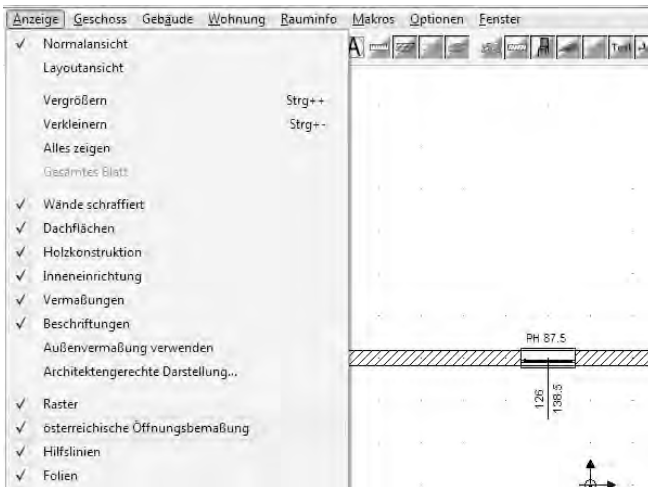 Anzeige Geschoss Gebäude Wohnung Rauminfo Makros Optionen Fenster
✓ Normalansicht
Layoutansicht
Vergrößern Strg++
Verkleinern Strg+-
Alles zeigen
Gesamtes Blatt
✓ Wände schraffiert
✓ Dachflächen
✓ Holzkonstruktion
✓ Inneneinrichtung
✓ Vermaßungen
✓ Beschriftungen
Außenvermaßung verwenden
Architektengerechte Darstellung...
✓ Raster
✓ österreichische Öffnungsbemaßung
✓ Hilfslinien
✓ Folien
A
Text
PH 87.5
126
138.5